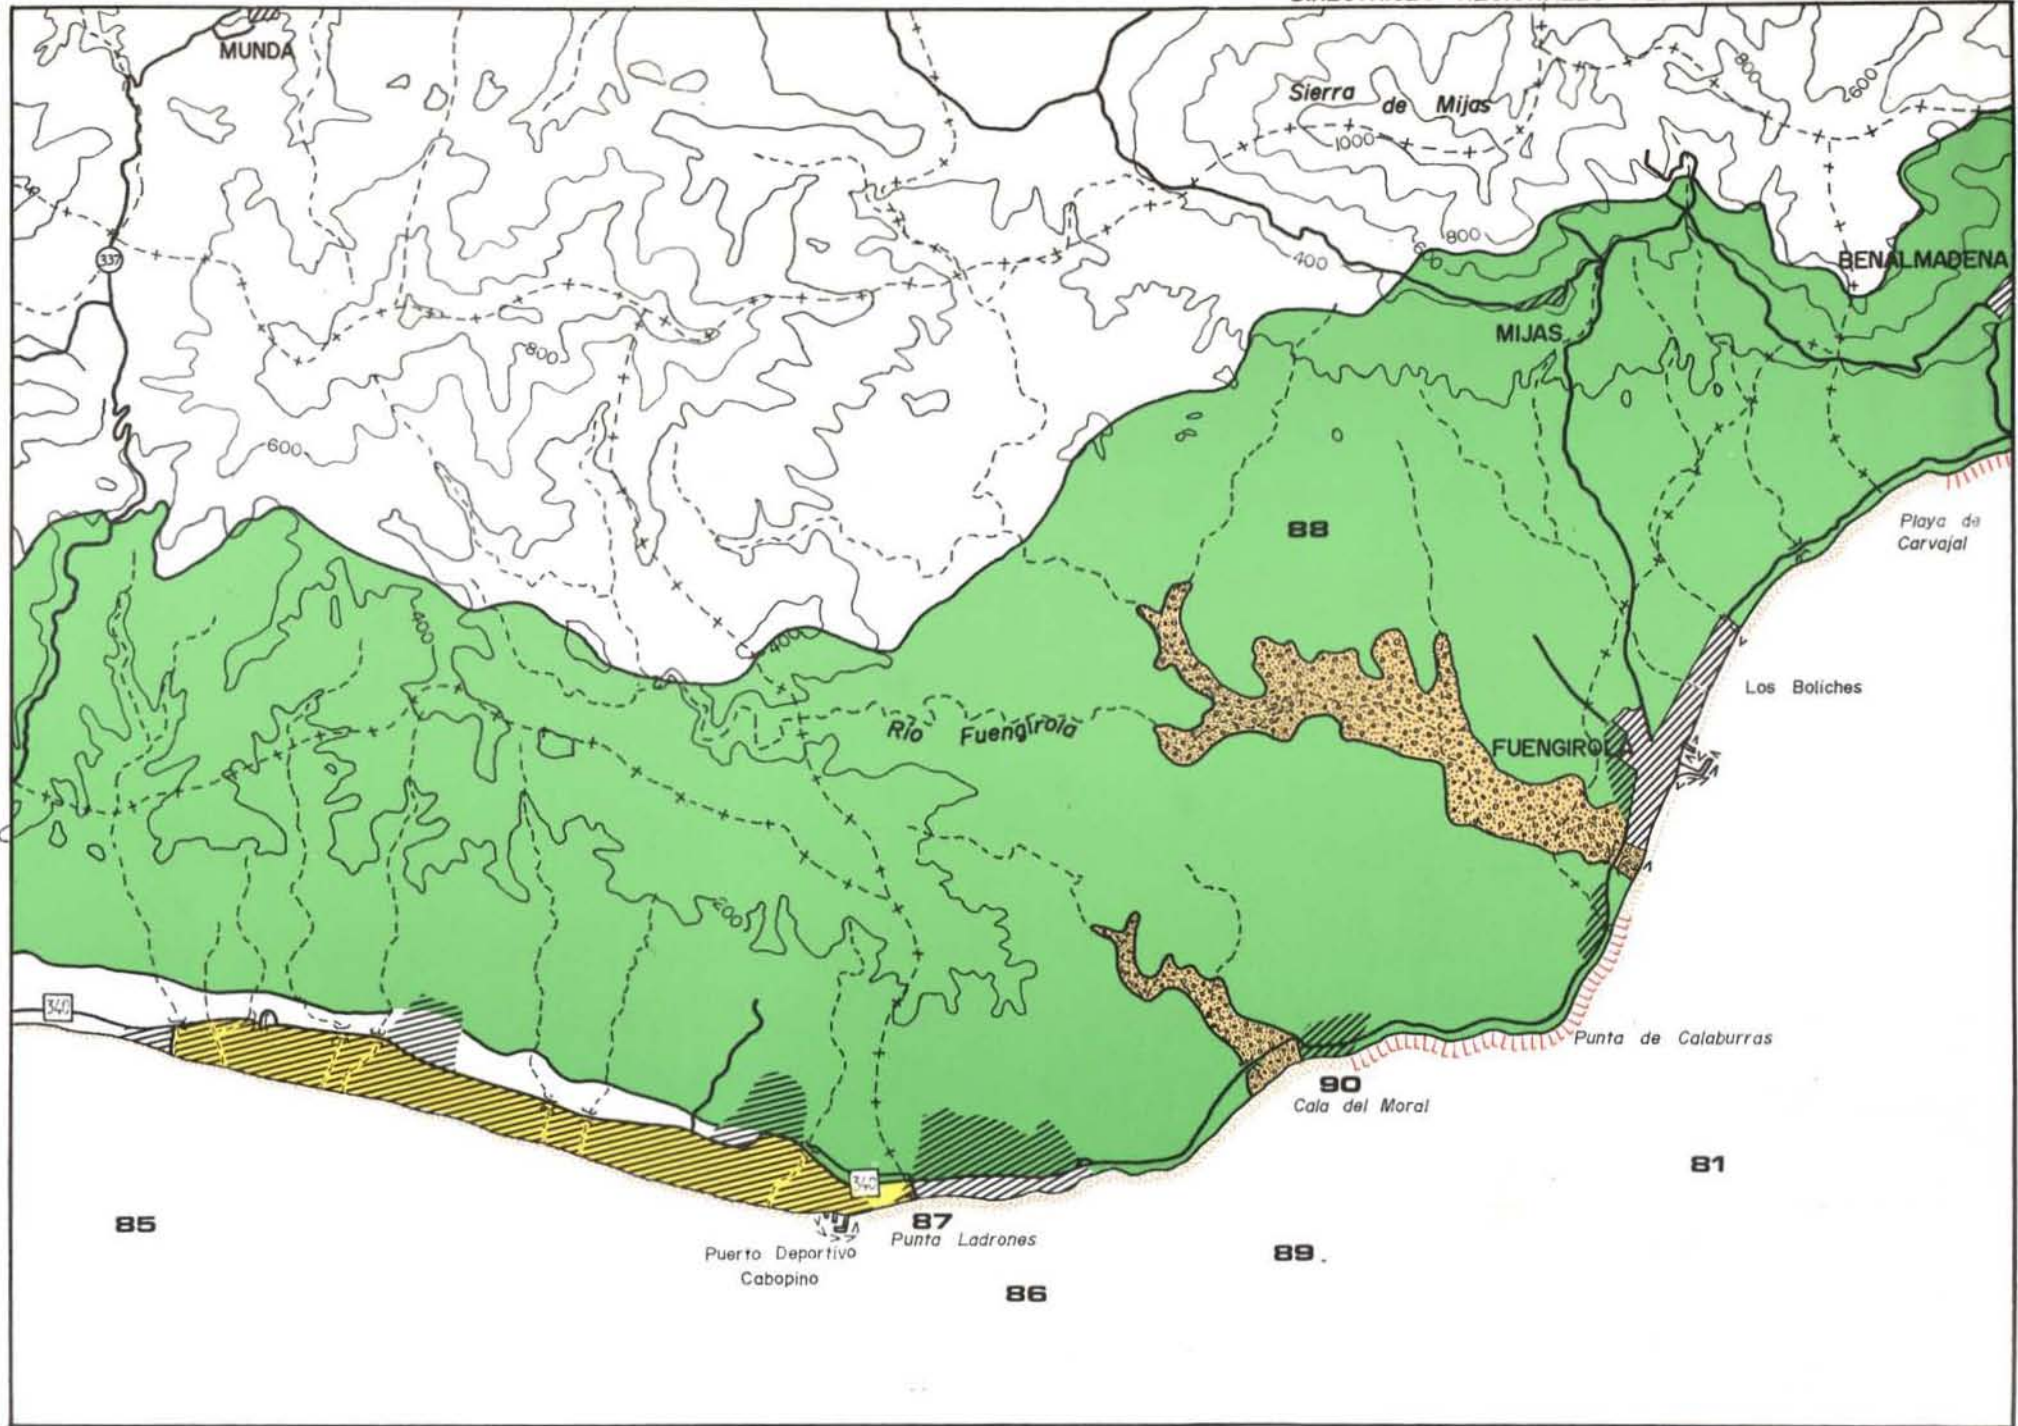 MUNDA
Sierra de Mijas
800
600
1000
337
800
600
400
BENALMADENA
MIJAS
800
600
88
Playa de
Carvajal
400
400
Los Boliches
Río Fuengirola
FUENGIROLA
200
340
Punta de Calaburras
90
Cala del Moral
81
340
85
87
Punta Ladrones
Puerto Deportivo
Cabopino
89.
86